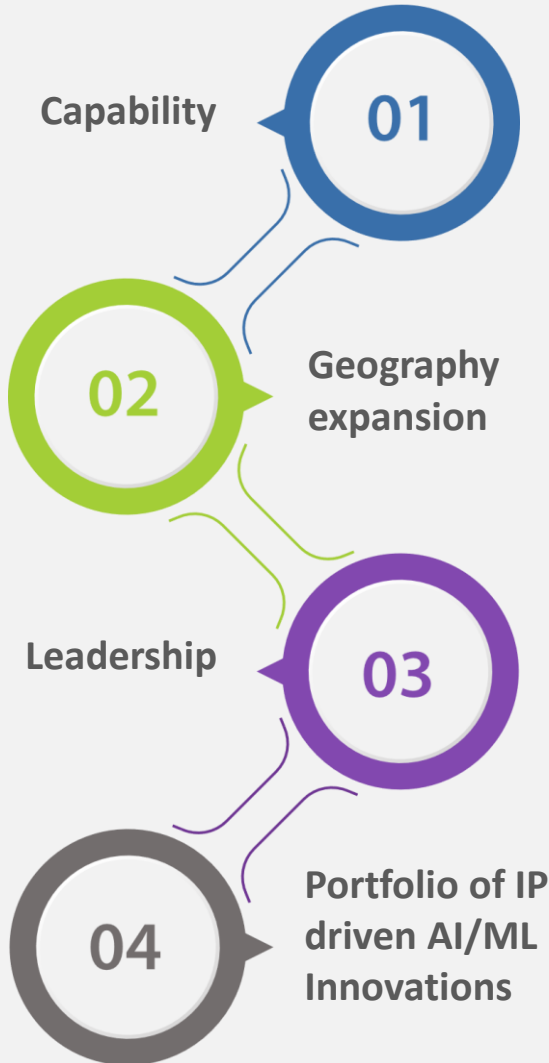 Capability
01
02
Geography
expansion
Leadership
03
04
Portfolio of IP
driven AI/ML
Innovations